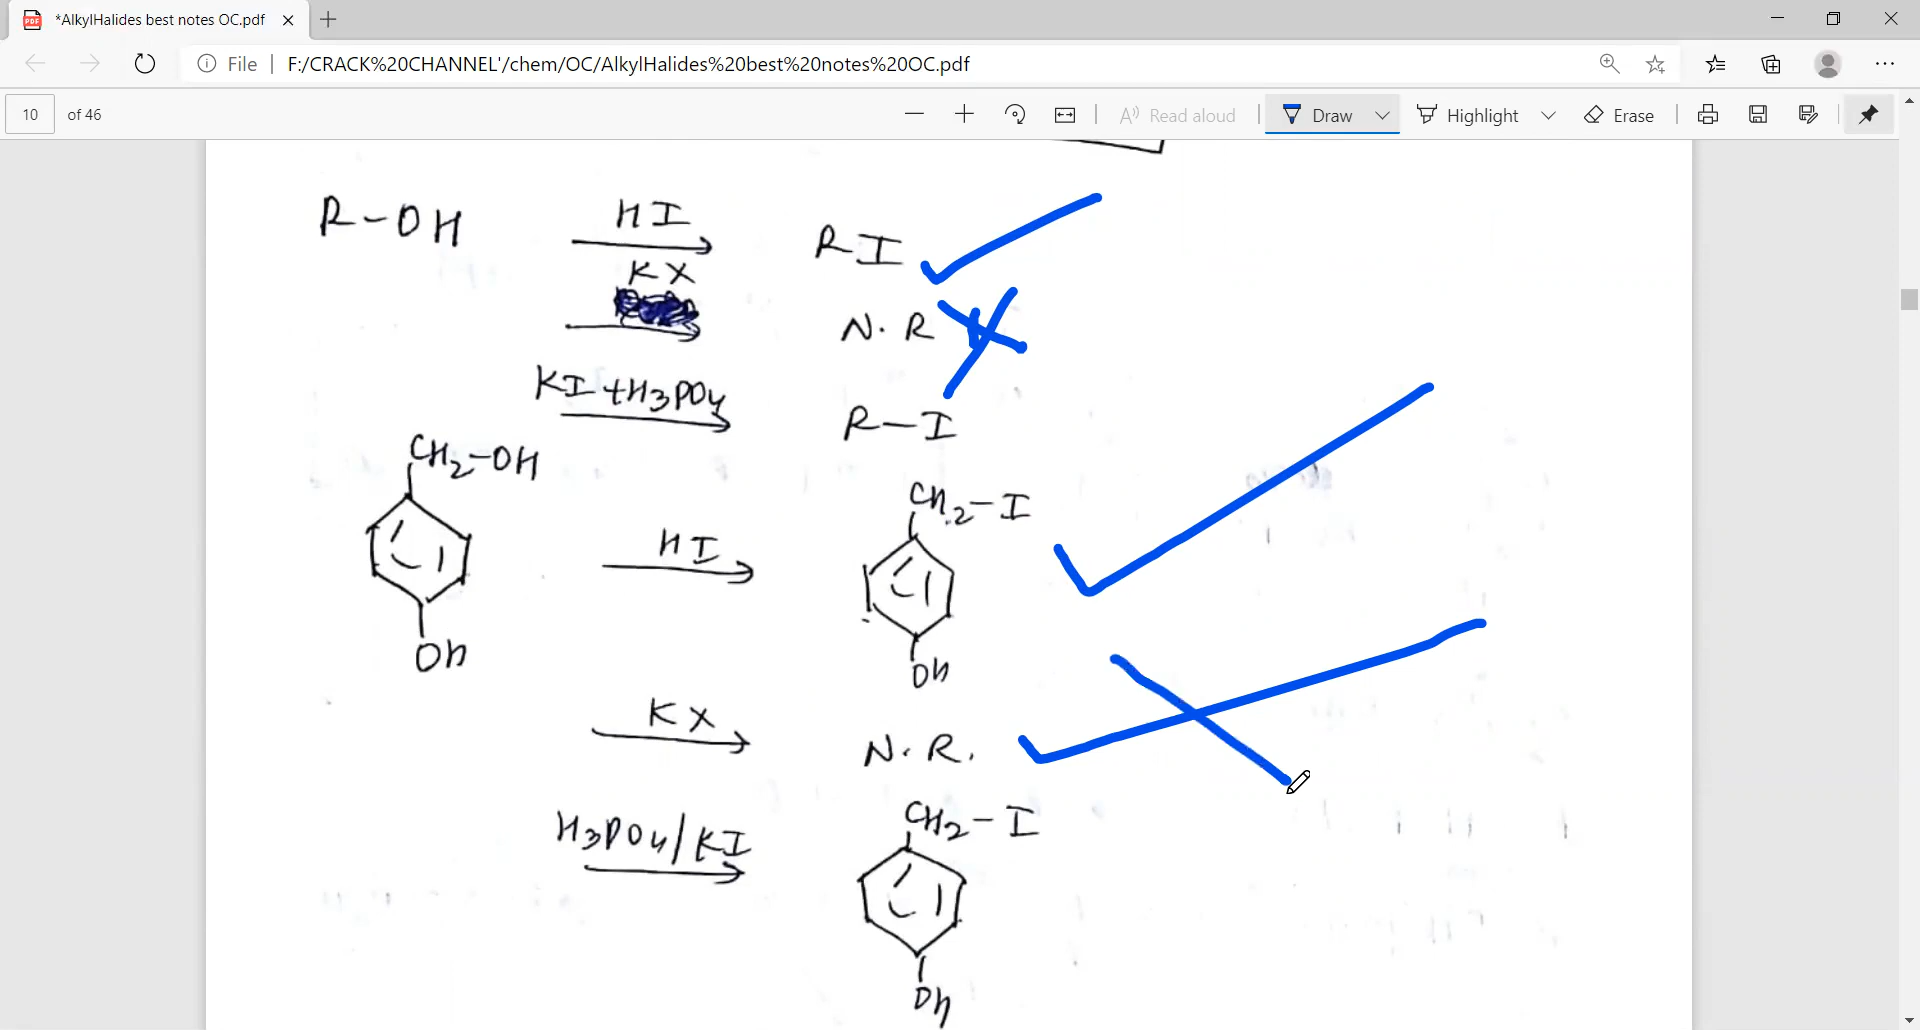 *AlkylHalides best notes OC.pdf
File | F:/CRACK%20CHANNEL'/chem/OC/AlkylHalides%20best%20notes%20OC.pdf
10 of 46
Read aloud
Draw
Highlight
Erase
R-OH
HI
RI
KX
N.R
KI+H3PO4
R-I
CH2-OH
CH2-I
HI
OH
OH
KX
N.R.
CH2-I
H3PO4/KI
OH